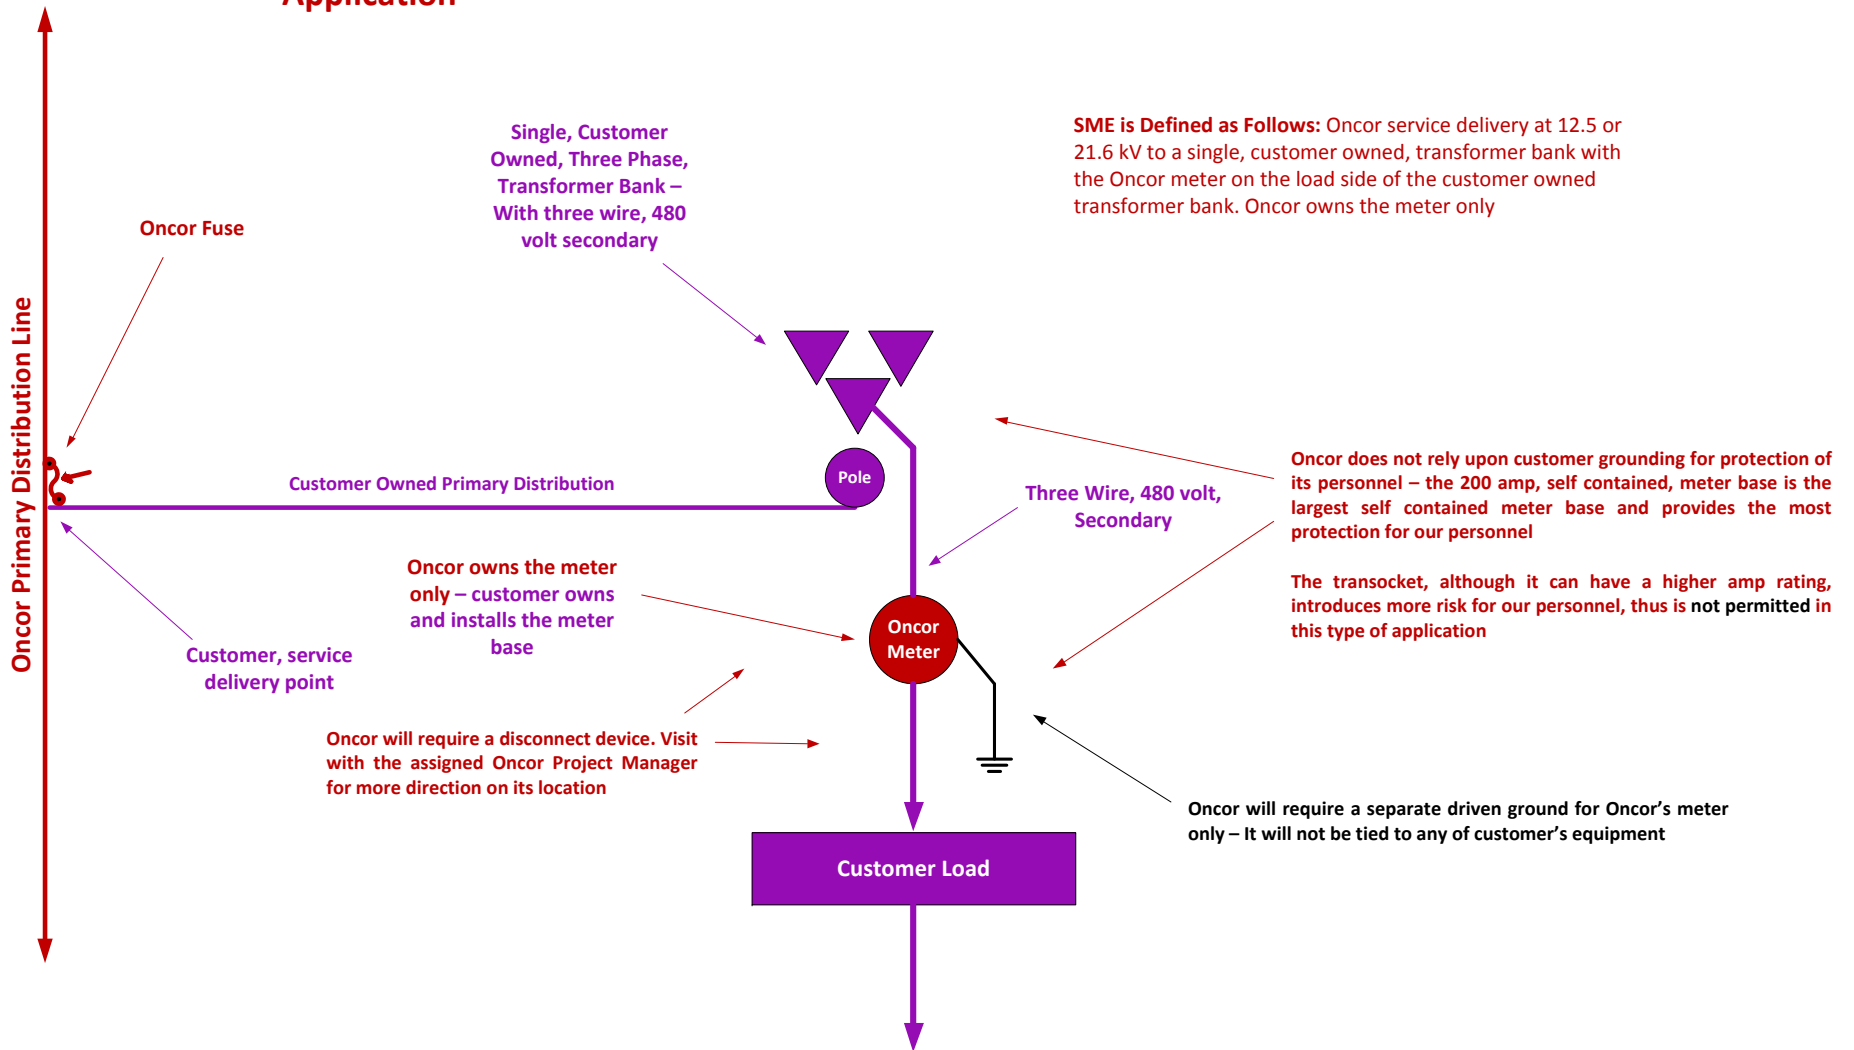 Application
Single, Customer
Owned, Three Phase,
Transformer Bank –
With three wire, 480
volt secondary
SME is Defined as Follows: Oncor service delivery at 12.5 or
21.6 kV to a single, customer owned, transformer bank with
the Oncor meter on the load side of the customer owned
transformer bank. Oncor owns the meter only
Oncor Fuse
Oncor Primary Distribution Line
Customer Owned Primary Distribution
Pole
Three Wire, 480 volt,
Secondary
Oncor does not rely upon customer grounding for protection of
its personnel – the 200 amp, self contained, meter base is the
largest self contained meter base and provides the most
protection for our personnel
The transocket, although it can have a higher amp rating,
introduces more risk for our personnel, thus is not permitted in
this type of application
Oncor owns the meter
only – customer owns
and installs the meter
base
Oncor
Meter
Customer, service
delivery point
Oncor will require a disconnect device. Visit
with the assigned Oncor Project Manager
for more direction on its location
Oncor will require a separate driven ground for Oncor’s meter
only – It will not be tied to any of customer’s equipment
Customer Load